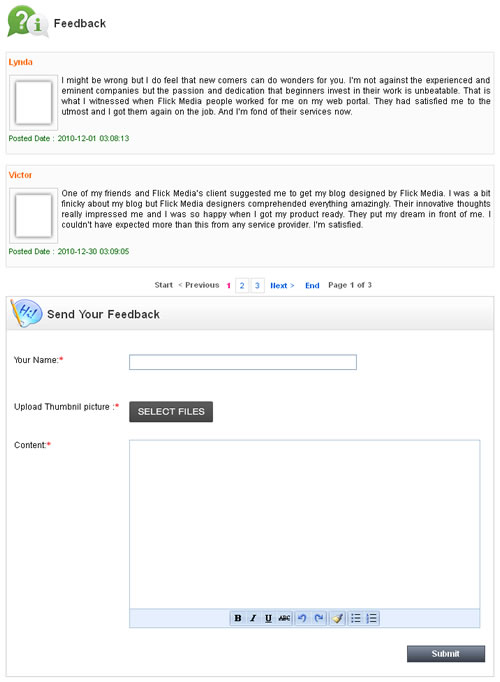 Feedback
Lynda
I might be wrong but I do feel that new comers can do wonders for you. I'm not against the experienced and
eminent companies but the passion and dedication that beginners invest in their work is unbeatable. That is
what I witnessed when Flick Media people worked for me on my web portal. They had satisfied me to the
utmost and I got them again on the job. And I'm fond of their services now.
Posted Date : 2010-12-01 03:08:13
Victor
One of my friends and Flick Media's client suggested me to get my blog designed by Flick Media. I was a bit
finicky about my blog but Flick Media designers comprehended everything amazingly. Their innovative thoughts
really impressed me and I was so happy when I got my product ready. They put my dream in front of me. I
couldn't have expected more than this from any service provider. I'm satisfied.
Posted Date : 2010-12-30 03:09:05
Start < Previous 1 2 3 Next > End Page 1 of 3
Hi! Send Your Feedback
Your Name:*
Upload Thumbnil picture :* SELECT FILES
Content:*
B I U ABC
Submit